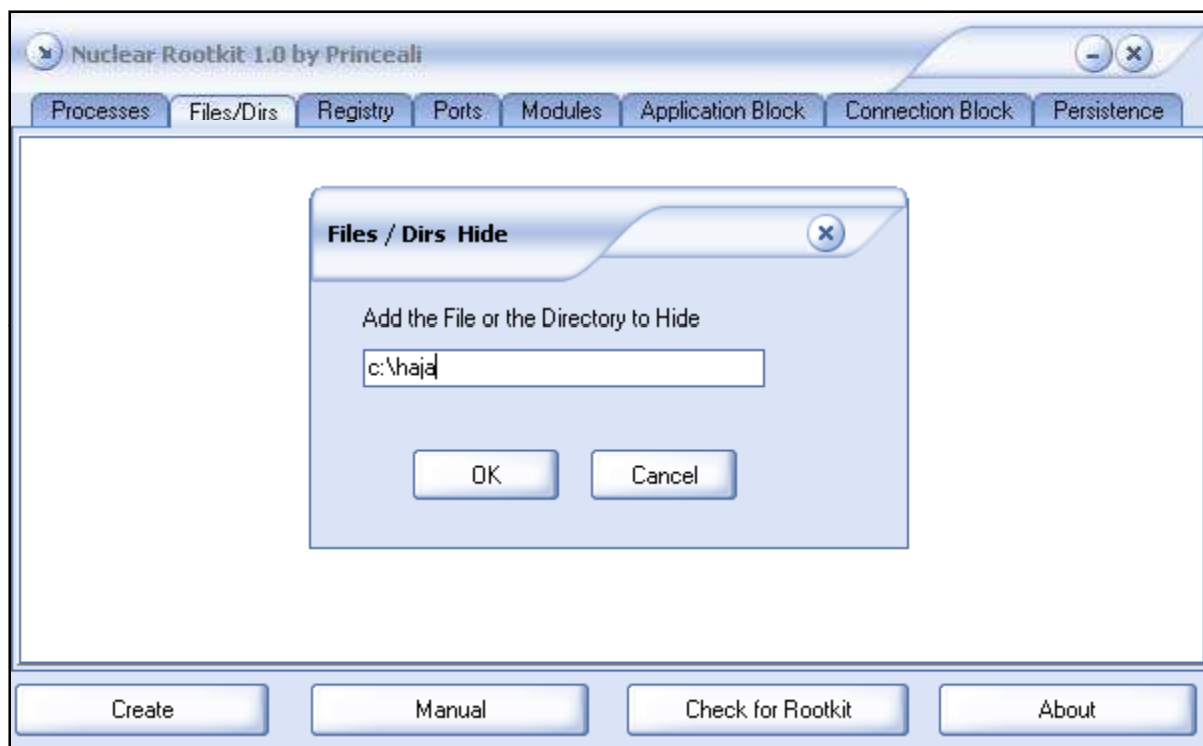 Nuclear Rootkit 1.0 by Princeali
Processes Files/Dirs Registry Ports Modules Application Block Connection Block Persistence
Files / Dirs Hide
Add the File or the Directory to Hide
c:\haja
OK Cancel
Create Manual Check for Rootkit About